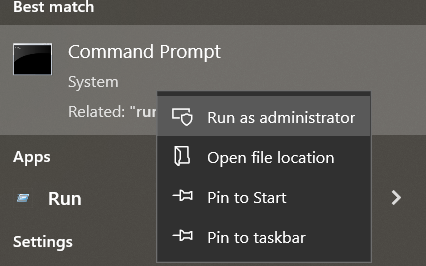 Best match
Command Prompt
System
Related: "run
Run as administrator
Open file location
Apps
Run
Pin to Start
Settings
Pin to taskbar